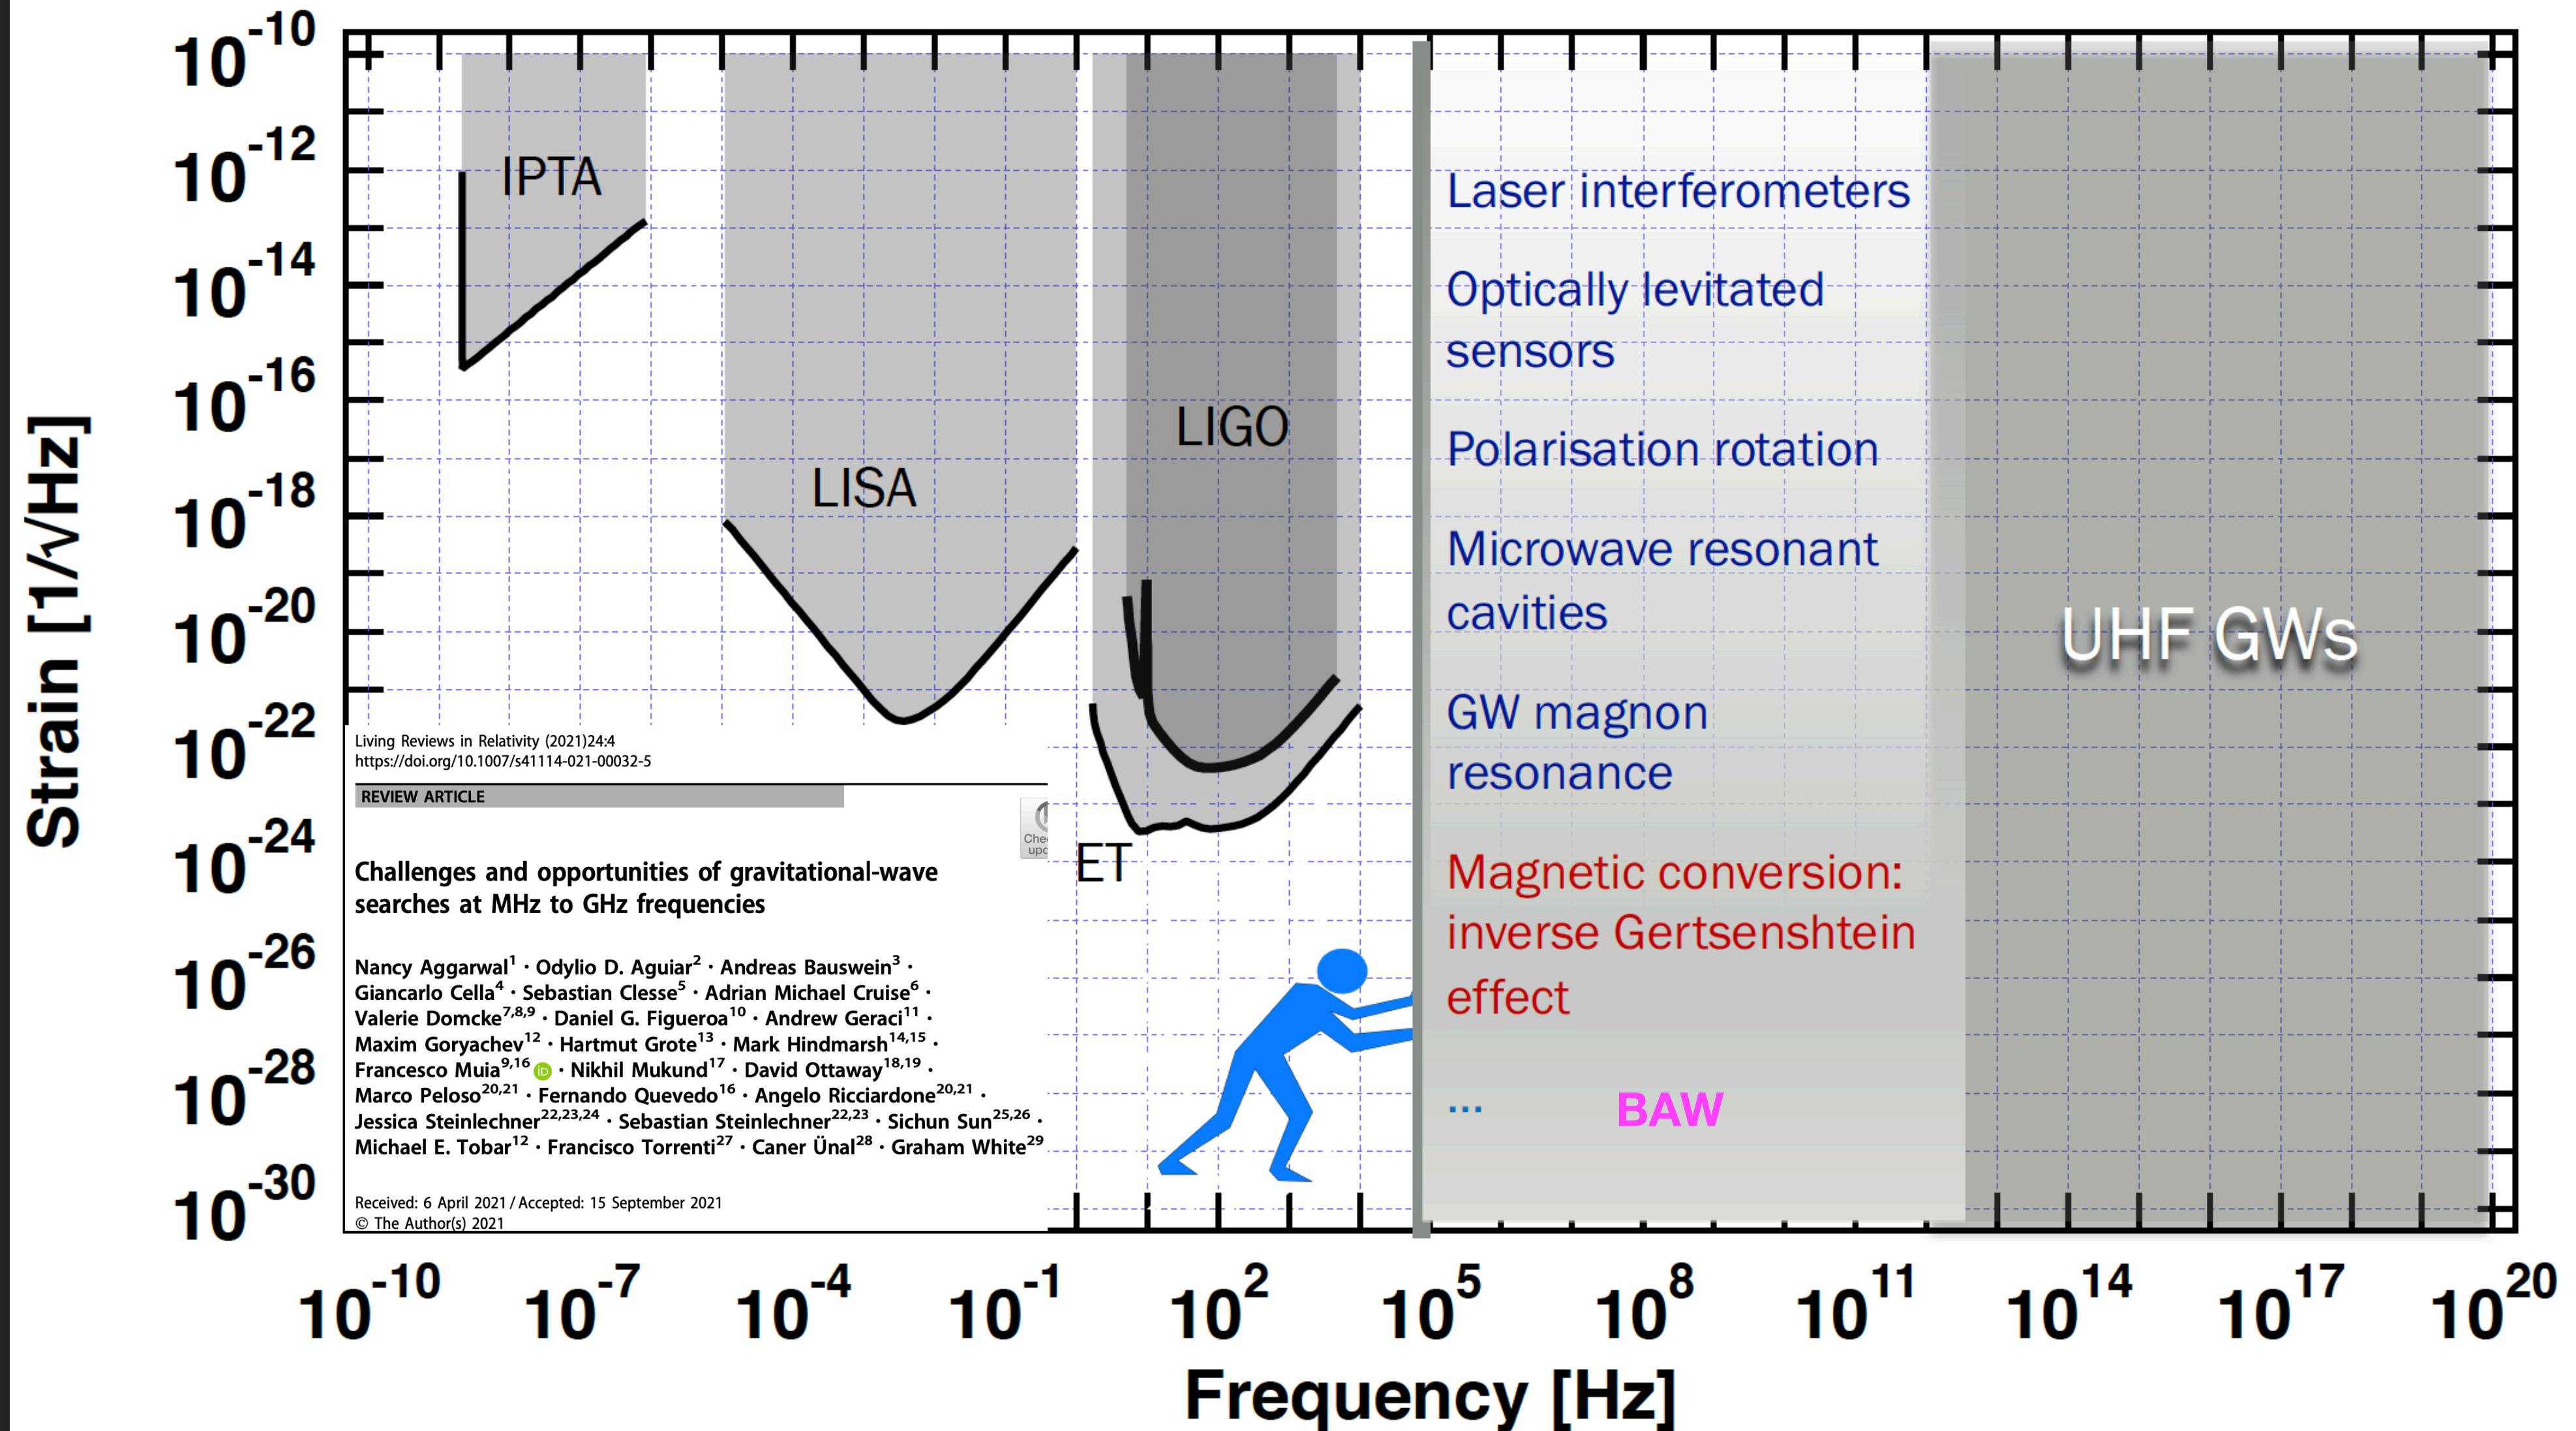 Strain [1/√Hz]
10^-10
10^-12
10^-14
10^-16
10^-18
10^-20
10^-22
10^-24
10^-26
10^-28
10^-30
IPTA
LISA
LIGO
ET
Living Reviews in Relativity (2021)24:4
https://doi.org/10.1007/s41114-021-00032-5
REVIEW ARTICLE
Challenges and opportunities of gravitational-wave
searches at MHz to GHz frequencies
Nancy Aggarwal¹ · Odylio D. Aguiar² · Andreas Bauswein³ ·
Giancarlo Cella⁴ · Sebastian Clesse⁵ · Adrian Michael Cruise⁶ ·
Valerie Domcke⁷,⁸,⁹ · Daniel G. Figueroa¹⁰ · Andrew Geraci¹¹ ·
Maxim Goryachev¹² · Hartmut Grote¹³ · Mark Hindmarsh¹⁴,¹⁵ ·
Francesco Muia⁹,¹⁶ iD · Nikhil Mukund¹⁷ · David Ottaway¹⁸,¹⁹ ·
Marco Peloso²⁰,²¹ · Fernando Quevedo¹⁶ · Angelo Ricciardone²⁰,²¹ ·
Jessica Steinlechner²²,²³,²⁴ · Sebastian Steinlechner²²,²³ · Sichun Sun²⁵,²⁶ ·
Michael E. Tobar¹² · Francisco Torrenti²⁷ · Caner Ünal²⁸ · Graham White²⁹
Received: 6 April 2021 / Accepted: 15 September 2021
© The Author(s) 2021
Laser interferometers
Optically levitated
sensors
Polarisation rotation
Microwave resonant
cavities
GW magnon
resonance
Magnetic conversion:
inverse Gertsenshtein
effect
... BAW
UHF GWs
10^-10 10^-7 10^-4 10^-1 10^2 10^5 10^8 10^11 10^14 10^17 10^20
Frequency [Hz]